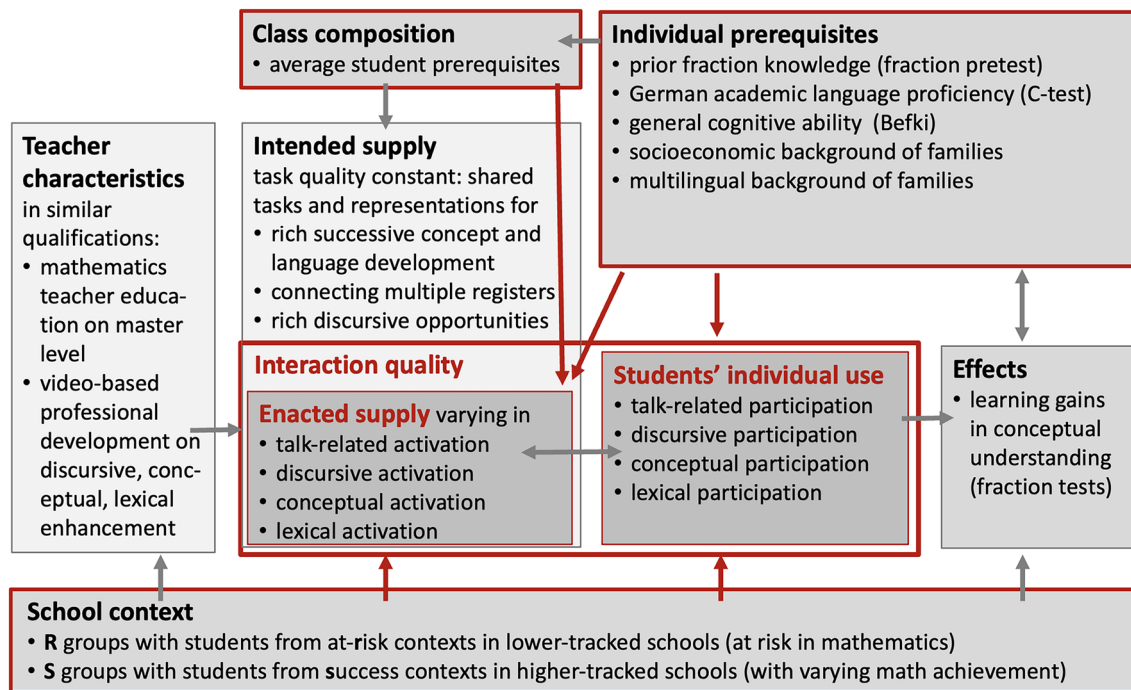 Class composition
• average student prerequisites
Individual prerequisites
• prior fraction knowledge (fraction pretest)
• German academic language proficiency (C-test)
• general cognitive ability (Befki)
• socioeconomic background of families
• multilingual background of families
Teacher
characteristics
in similar
qualifications:
• mathematics
teacher educa-
tion on master
level
• video-based
professional
development on
discursive, conc-
eptual, lexical
enhancement
Intended supply
task quality constant: shared
tasks and representations for
• rich successive concept and
language development
• connecting multiple registers
• rich discursive opportunities
Interaction quality
Enacted supply varying in
• talk-related activation
• discursive activation
• conceptual activation
• lexical activation
Students’ individual use
• talk-related participation
• discursive participation
• conceptual participation
• lexical participation
Effects
• learning gains
in conceptual
understanding
(fraction tests)
School context
• R groups with students from at-risk contexts in lower-tracked schools (at risk in mathematics)
• S groups with students from success contexts in higher-tracked schools (with varying math achievement)